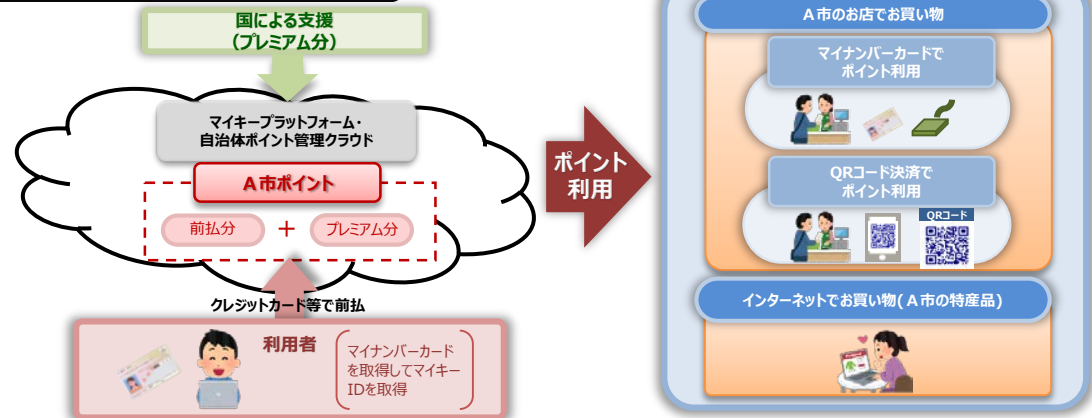 国による支援
(プレミアム分)
マイキープラットフォーム・
自治体ポイント管理クラウド
A市ポイント
前払分
+
プレミアム分
クレジットカード等で前払
利用者
マイナンバーカード
を取得してマイキー
IDを取得
ポイント
利用
A市のお店でお買い物
マイナンバーカードで
ポイント利用
QRコード決済で
ポイント利用
QRコード
インターネットでお買い物(A市の特産品)